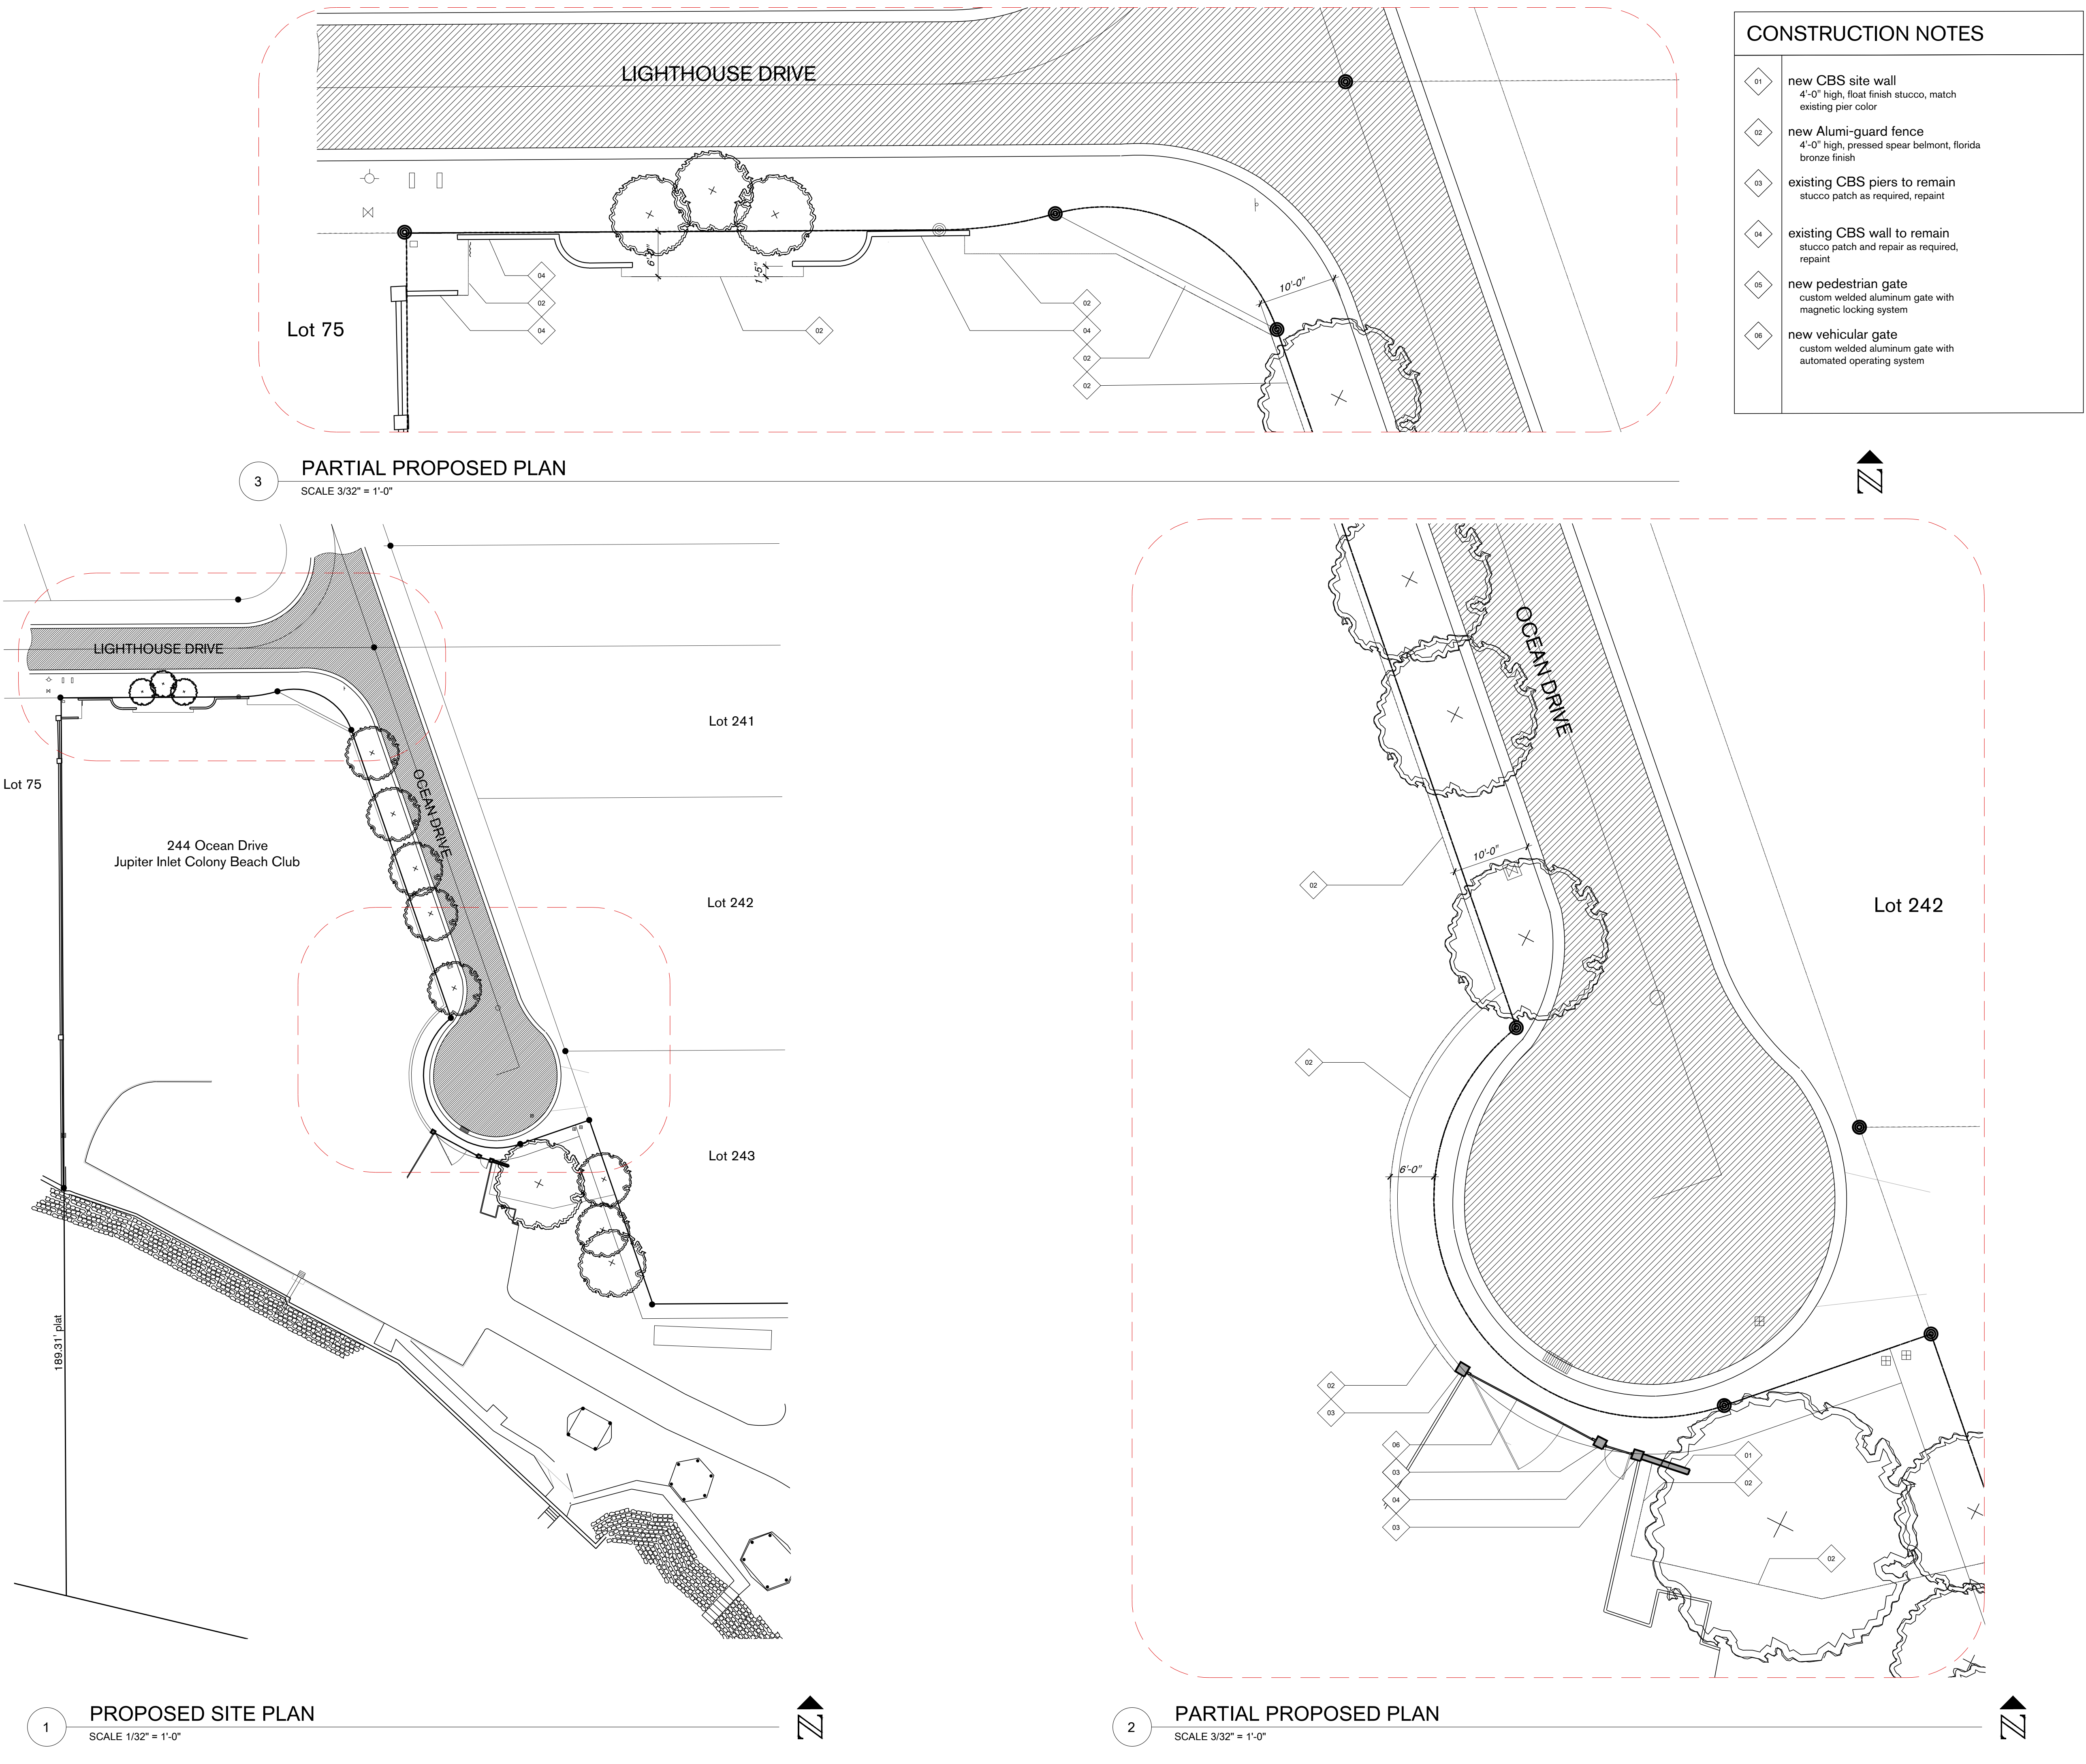 LIGHTHOUSE DRIVE
6'-0"
1'-5"
10'-0"
04
02
04
02
02
04
02
02
Lot 75
3
PARTIAL PROPOSED PLAN
SCALE 3/32" = 1'-0"
CONSTRUCTION NOTES
01
new CBS site wall
4'-0" high, float finish stucco, match
existing pier color
02
new Alumi-guard fence
4'-0" high, pressed spear belmont, florida
bronze finish
03
existing CBS piers to remain
stucco patch as required, repaint
04
existing CBS wall to remain
stucco patch and repair as required,
repaint
05
new pedestrian gate
custom welded aluminum gate with
magnetic locking system
06
new vehicular gate
custom welded aluminum gate with
automated operating system
N
LIGHTHOUSE DRIVE
OCEAN DRIVE
Lot 241
Lot 75
244 Ocean Drive
Jupiter Inlet Colony Beach Club
Lot 242
Lot 243
189.31' plat
1
PROPOSED SITE PLAN
SCALE 1/32" = 1'-0"
N
OCEAN DRIVE
10'-0"
02
Lot 242
02
6'-0"
02
03
06
03
04
03
01
02
02
2
PARTIAL PROPOSED PLAN
SCALE 3/32" = 1'-0"
N